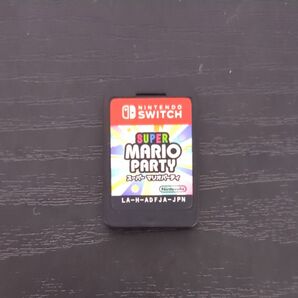 NINTENDO
SWITCH
SUPER
MARIO
PARTY
スーパー マリオパーティ
Nintendo
LA-H-ADFJA-JPN